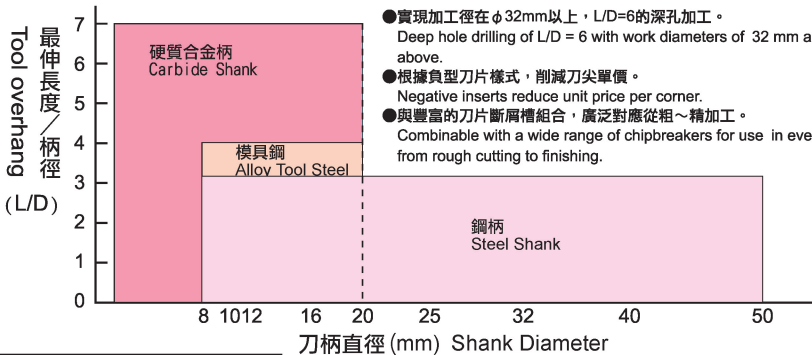 7
6
5
4
3
2
1
0
最伸長度／柄徑
Tool overhang
(L/D)
硬質合金柄
Carbide Shank
模具鋼
Alloy Tool Steel
鋼柄
Steel Shank
●實現加工徑在φ32mm以上，L/D=6的深孔加工。
Deep hole drilling of L/D = 6 with work diameters of 32 mm a
above.
●根據負型刀片樣式，削減刀尖單價。
Negative inserts reduce unit price per corner.
●與豐富的刀片斷屑槽組合，廣泛對應從粗～精加工。
Combinable with a wide range of chipbreakers for use in eve
from rough cutting to finishing.
8 10 12 16 20 25 32 40 50
刀柄直徑(mm) Shank Diameter